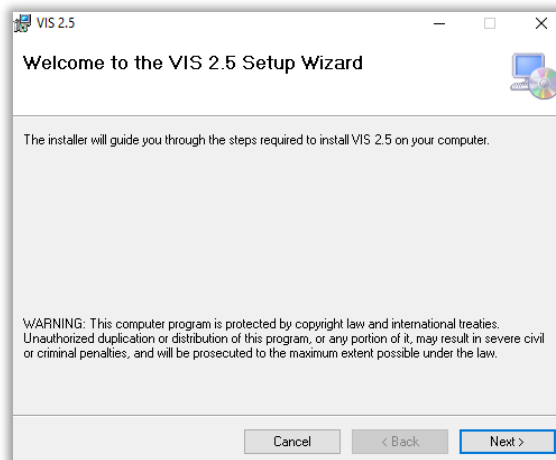 VIS 2.5
Welcome to the VIS 2.5 Setup Wizard
The installer will guide you through the steps required to install VIS 2.5 on your computer.
WARNING: This computer program is protected by copyright law and international treaties.
Unauthorized duplication or distribution of this program, or any portion of it, may result in severe civil
or criminal penalties, and will be prosecuted to the maximum extent possible under the law.
Cancel
< Back
Next >